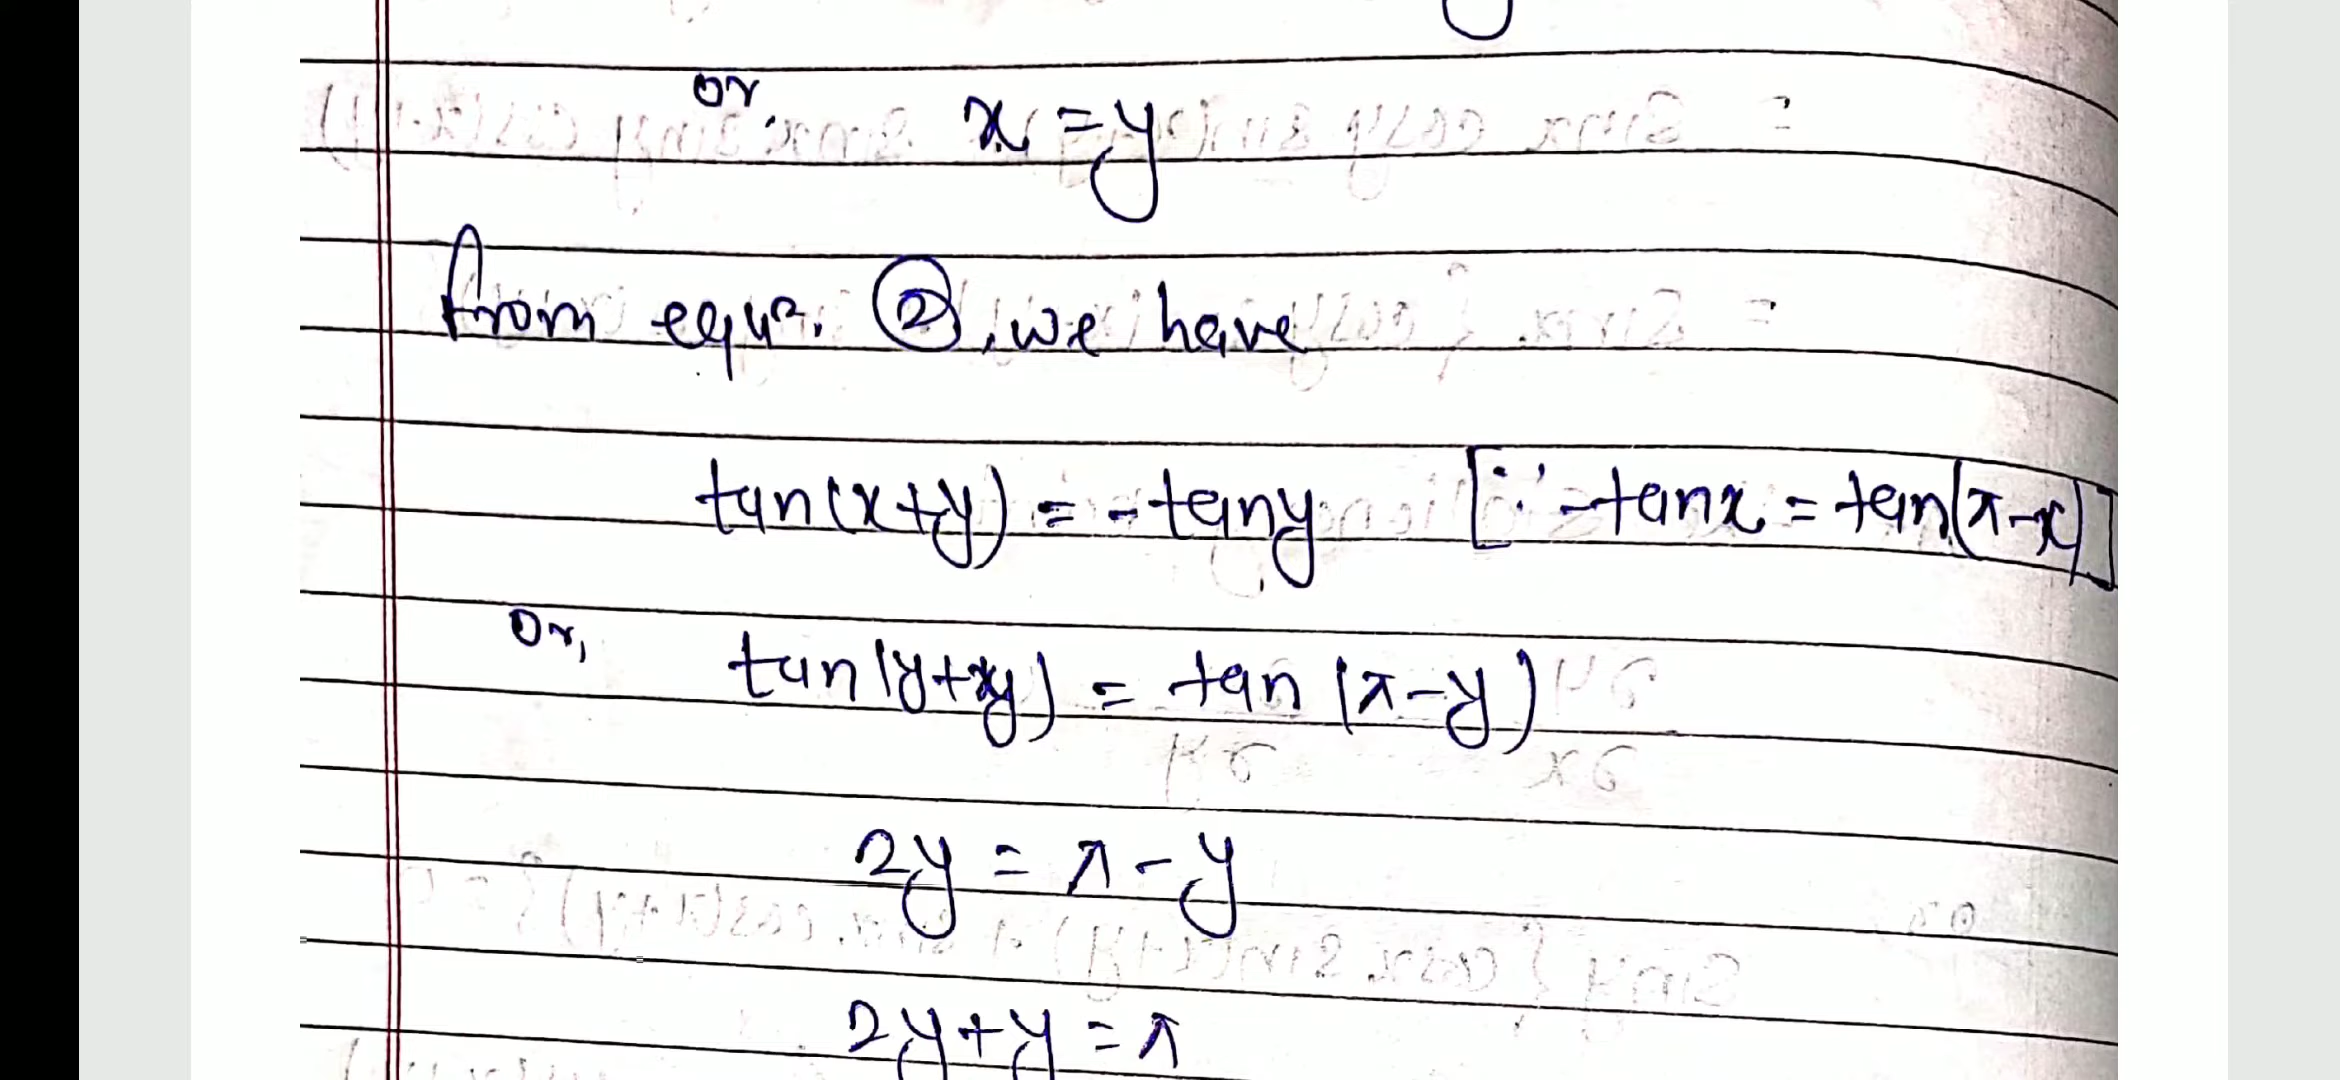 or, x = y
from equn. ②, we have
tan(x+y) = -tany [∵ -tanx = tan(π-x)]
or, tan(y+y) = tan(π-y)
2y = π-y
2y+y = π